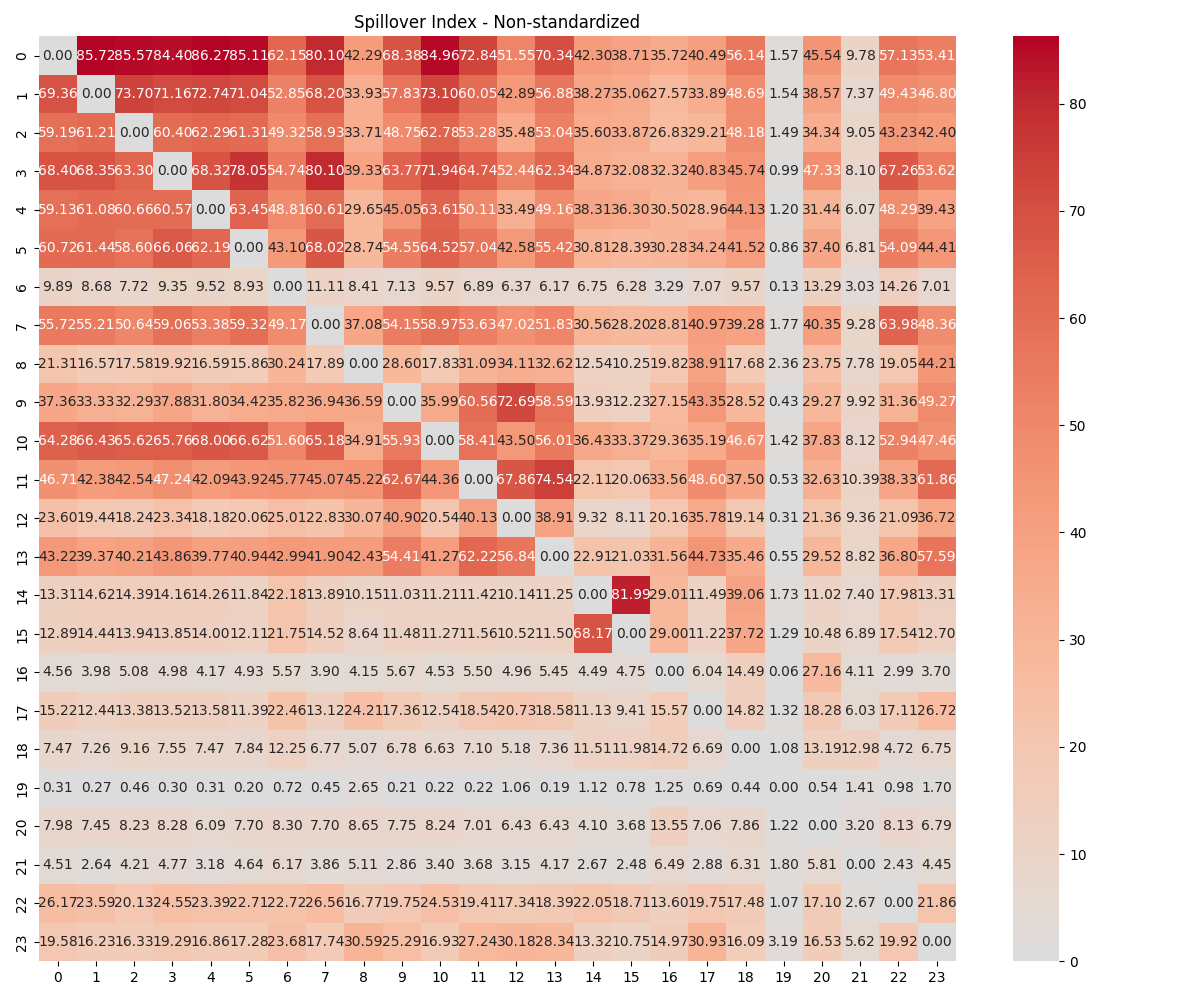 Spillover Index - Non-standardized
0 0.00 85.72 85.57 84.40 86.27 85.11 62.15 80.10 42.29 68.38 84.96 72.84 51.55 70.34 42.30 38.71 35.72 40.49 56.14 1.57 45.54 9.78 57.13 53.41
1 69.36 0.00 73.70 71.16 72.74 71.04 52.85 68.20 33.93 57.83 73.10 60.05 42.89 56.88 38.27 35.06 27.57 33.89 48.69 1.54 38.57 7.37 49.43 46.80
2 59.19 61.21 0.00 60.40 62.29 61.31 49.32 58.93 33.71 48.75 62.78 53.28 35.48 53.04 35.60 33.87 26.83 29.21 48.18 1.49 34.34 9.05 43.23 42.40
3 68.40 68.35 63.30 0.00 68.32 78.05 54.74 80.10 39.33 63.77 71.94 64.74 52.44 62.34 34.87 32.08 32.32 40.83 45.74 0.99 47.33 8.10 67.26 53.62
4 59.13 61.08 60.66 60.57 0.00 63.45 48.81 60.61 29.65 45.05 63.61 50.11 33.49 49.16 38.31 36.30 30.50 28.96 44.13 1.20 31.44 6.07 48.29 39.43
5 60.72 61.44 58.60 66.06 62.19 0.00 43.10 68.02 28.74 54.55 64.52 57.04 42.58 55.42 30.81 28.39 30.28 34.24 41.52 0.86 37.40 6.81 54.09 44.41
6 9.89 8.68 7.72 9.35 9.52 8.93 0.00 11.11 8.41 7.13 9.57 6.89 6.37 6.17 6.75 6.28 3.29 7.07 9.57 0.13 13.29 3.03 14.26 7.01
7 55.72 55.21 50.64 59.06 53.38 59.32 49.17 0.00 37.08 54.15 58.97 53.63 47.02 51.83 30.56 28.20 28.81 40.97 39.28 1.77 40.35 9.28 63.98 48.36
8 21.31 16.57 17.58 19.92 16.59 15.86 30.24 17.89 0.00 28.60 17.83 31.09 34.11 32.62 12.54 10.25 19.82 38.91 17.68 2.36 23.75 7.78 19.05 44.21
9 37.36 33.33 32.29 37.88 31.80 34.42 35.82 36.94 36.59 0.00 35.99 60.56 72.69 58.59 13.93 12.23 27.15 43.35 28.52 0.43 29.27 9.92 31.36 49.27
10 64.28 66.43 65.62 65.76 68.00 66.62 51.60 65.18 34.91 55.93 0.00 58.41 43.50 56.01 36.43 33.37 29.36 35.19 46.67 1.42 37.83 8.12 52.94 47.46
11 46.71 42.38 42.54 47.24 42.09 43.92 45.77 45.07 45.22 62.67 44.36 0.00 67.86 74.54 22.11 20.06 33.56 48.60 37.50 0.53 32.63 10.39 38.33 61.86
12 23.60 19.44 18.24 23.34 18.18 20.06 25.01 22.83 30.07 40.90 20.54 40.13 0.00 38.91 9.32 8.11 20.16 35.78 19.14 0.31 21.36 9.36 21.09 36.72
13 43.22 39.37 40.21 43.86 39.77 40.94 42.99 41.90 42.43 54.41 41.27 62.22 56.84 0.00 22.91 21.03 31.56 44.73 35.46 0.55 29.52 8.82 36.80 57.59
14 13.31 14.62 14.39 14.16 14.26 11.84 22.18 13.89 10.15 11.03 11.21 11.42 10.14 11.25 0.00 81.99 29.01 11.49 39.06 1.73 11.02 7.40 17.98 13.31
15 12.89 14.44 13.94 13.85 14.00 12.11 21.75 14.52 8.64 11.48 11.27 11.56 10.52 11.50 68.17 0.00 29.00 11.22 37.72 1.29 10.48 6.89 17.54 12.70
16 4.56 3.98 5.08 4.98 4.17 4.93 5.57 3.90 4.15 5.67 4.53 5.50 4.96 5.45 4.49 4.75 0.00 6.04 14.49 0.06 27.16 4.11 2.99 3.70
17 15.22 12.44 13.38 13.52 13.58 11.39 22.46 13.12 24.21 17.36 12.54 18.54 20.73 18.58 11.13 9.41 15.57 0.00 14.82 1.32 18.28 6.03 17.11 26.72
18 7.47 7.26 9.16 7.55 7.47 7.84 12.25 6.77 5.07 6.78 6.63 7.10 5.18 7.36 11.51 11.98 14.72 6.69 0.00 1.08 13.19 12.98 4.72 6.75
19 0.31 0.27 0.46 0.30 0.31 0.20 0.72 0.45 2.65 0.21 0.22 0.22 1.06 0.19 1.12 0.78 1.25 0.69 0.44 0.00 0.54 1.41 0.98 1.70
20 7.98 7.45 8.23 8.28 6.09 7.70 8.30 7.70 8.65 7.75 8.24 7.01 6.43 6.43 4.10 3.68 13.55 7.06 7.86 1.22 0.00 3.20 8.13 6.79
21 4.51 2.64 4.21 4.77 3.18 4.64 6.17 3.86 5.11 2.86 3.40 3.68 3.15 4.17 2.67 2.48 6.49 2.88 6.31 1.80 5.81 0.00 2.43 4.45
22 26.17 23.59 20.13 24.55 23.39 22.71 22.72 26.56 16.77 19.75 24.53 19.41 17.34 18.39 22.05 18.71 13.60 19.75 17.48 1.07 17.10 2.67 0.00 21.86
23 19.58 16.23 16.33 19.29 16.86 17.28 23.68 17.74 30.59 25.29 16.93 27.24 30.18 28.34 13.32 10.75 14.97 30.93 16.09 3.19 16.53 5.62 19.92 0.00
0 1 2 3 4 5 6 7 8 9 10 11 12 13 14 15 16 17 18 19 20 21 22 23
80
70
60
50
40
30
20
10
0